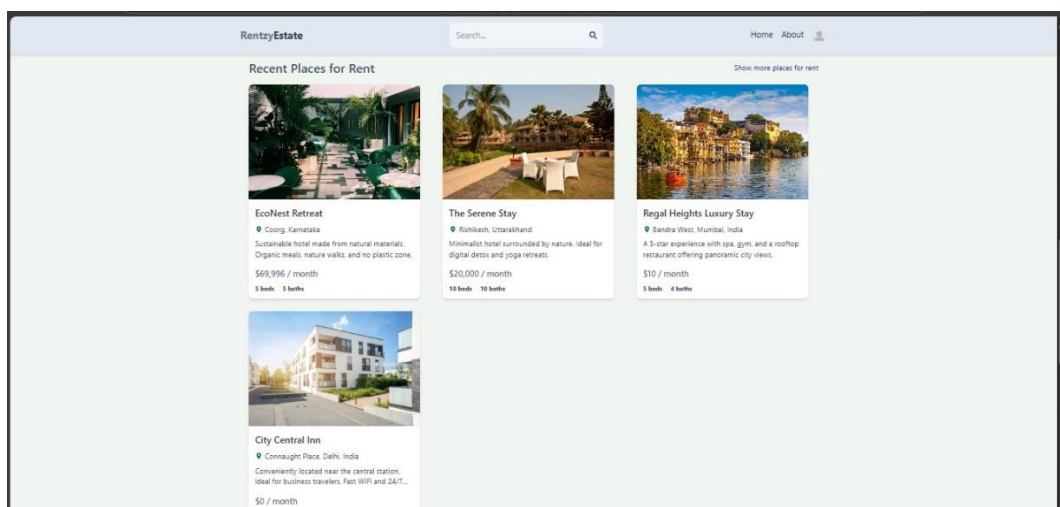 RentzyEstate
Search...
Home About
Recent Places for Rent
Show more places for rent
EcoNest Retreat
Coorg, Karnataka
Sustainable hotel made from natural materials.
Organic meals, nature walks, and no plastic zone.
$69,996 / month
5 beds 5 baths
The Serene Stay
Rishikash, Uttarakhand
Minimalist hotel surrounded by nature. Ideal for
digital detox and yoga retreats.
$20,000 / month
10 beds 10 baths
Regal Heights Luxury Stay
Bandra West, Mumbai, India
A 5-star experience with spa, gym, and a rooftop
restaurant offering panoramic city views.
$10 / month
5 beds 4 baths
City Central Inn
Connaught Place, Delhi, India
Conveniently located near the central station,
ideal for business travelers. Fast WiFi and 24/7...
$0 / month